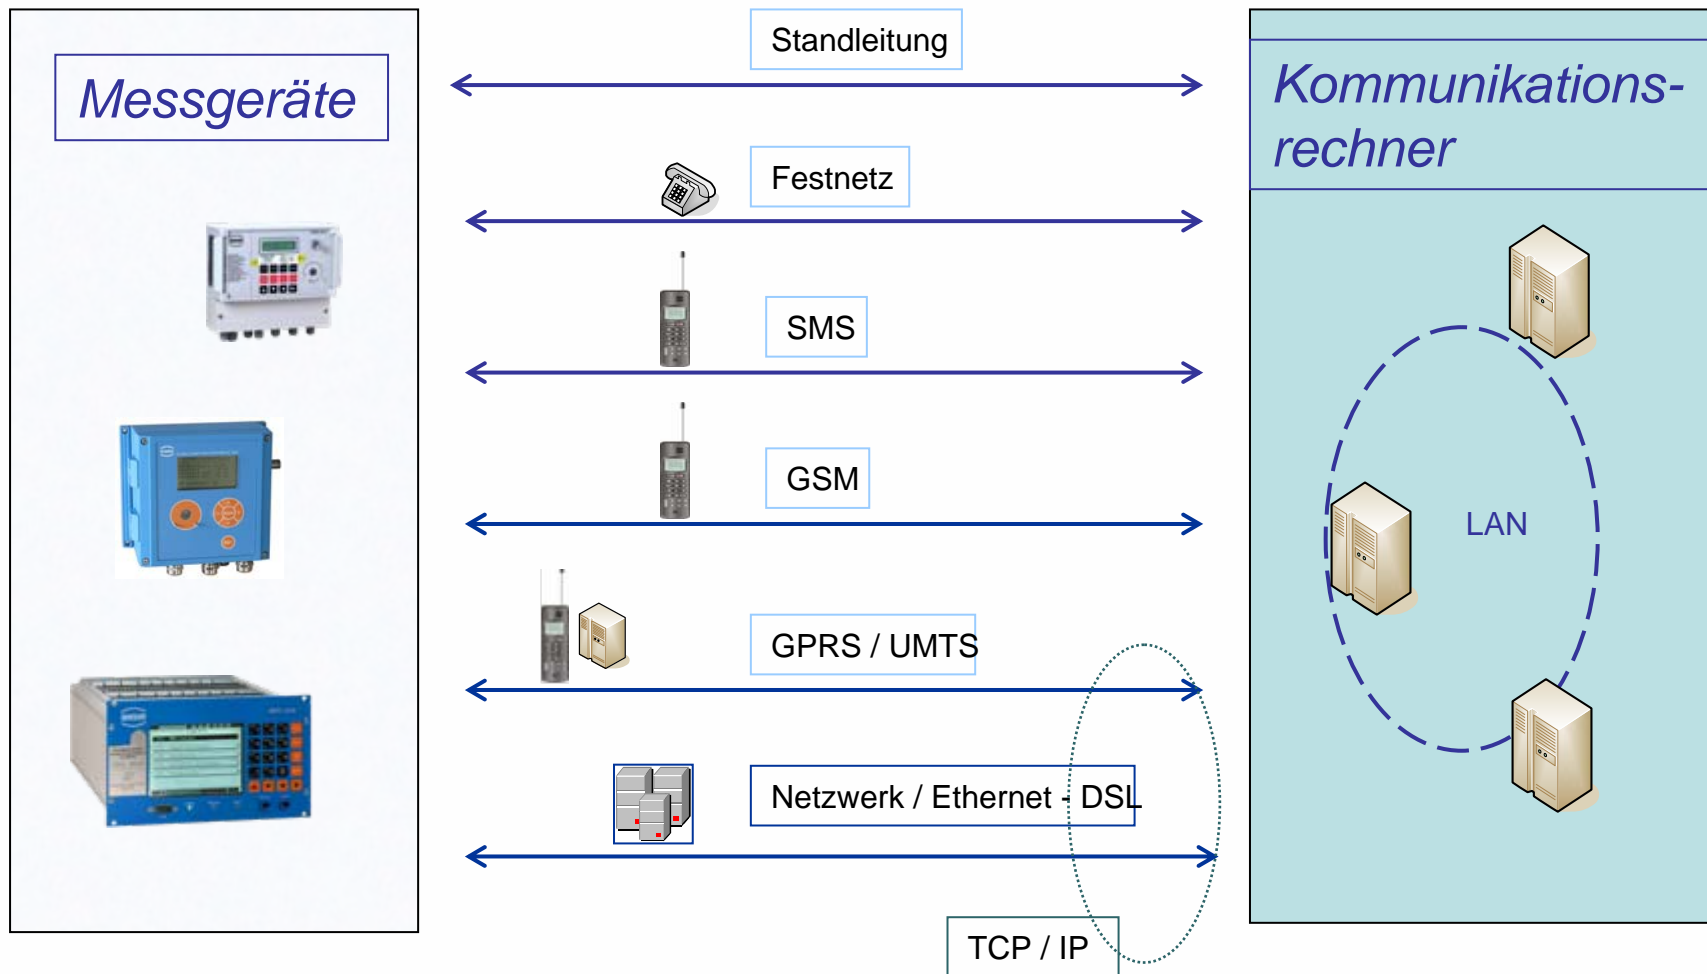 Messgeräte
Standleitung
Festnetz
SMS
GSM
GPRS / UMTS
Netzwerk / Ethernet - DSL
TCP / IP
Kommunikations-
rechner
LAN